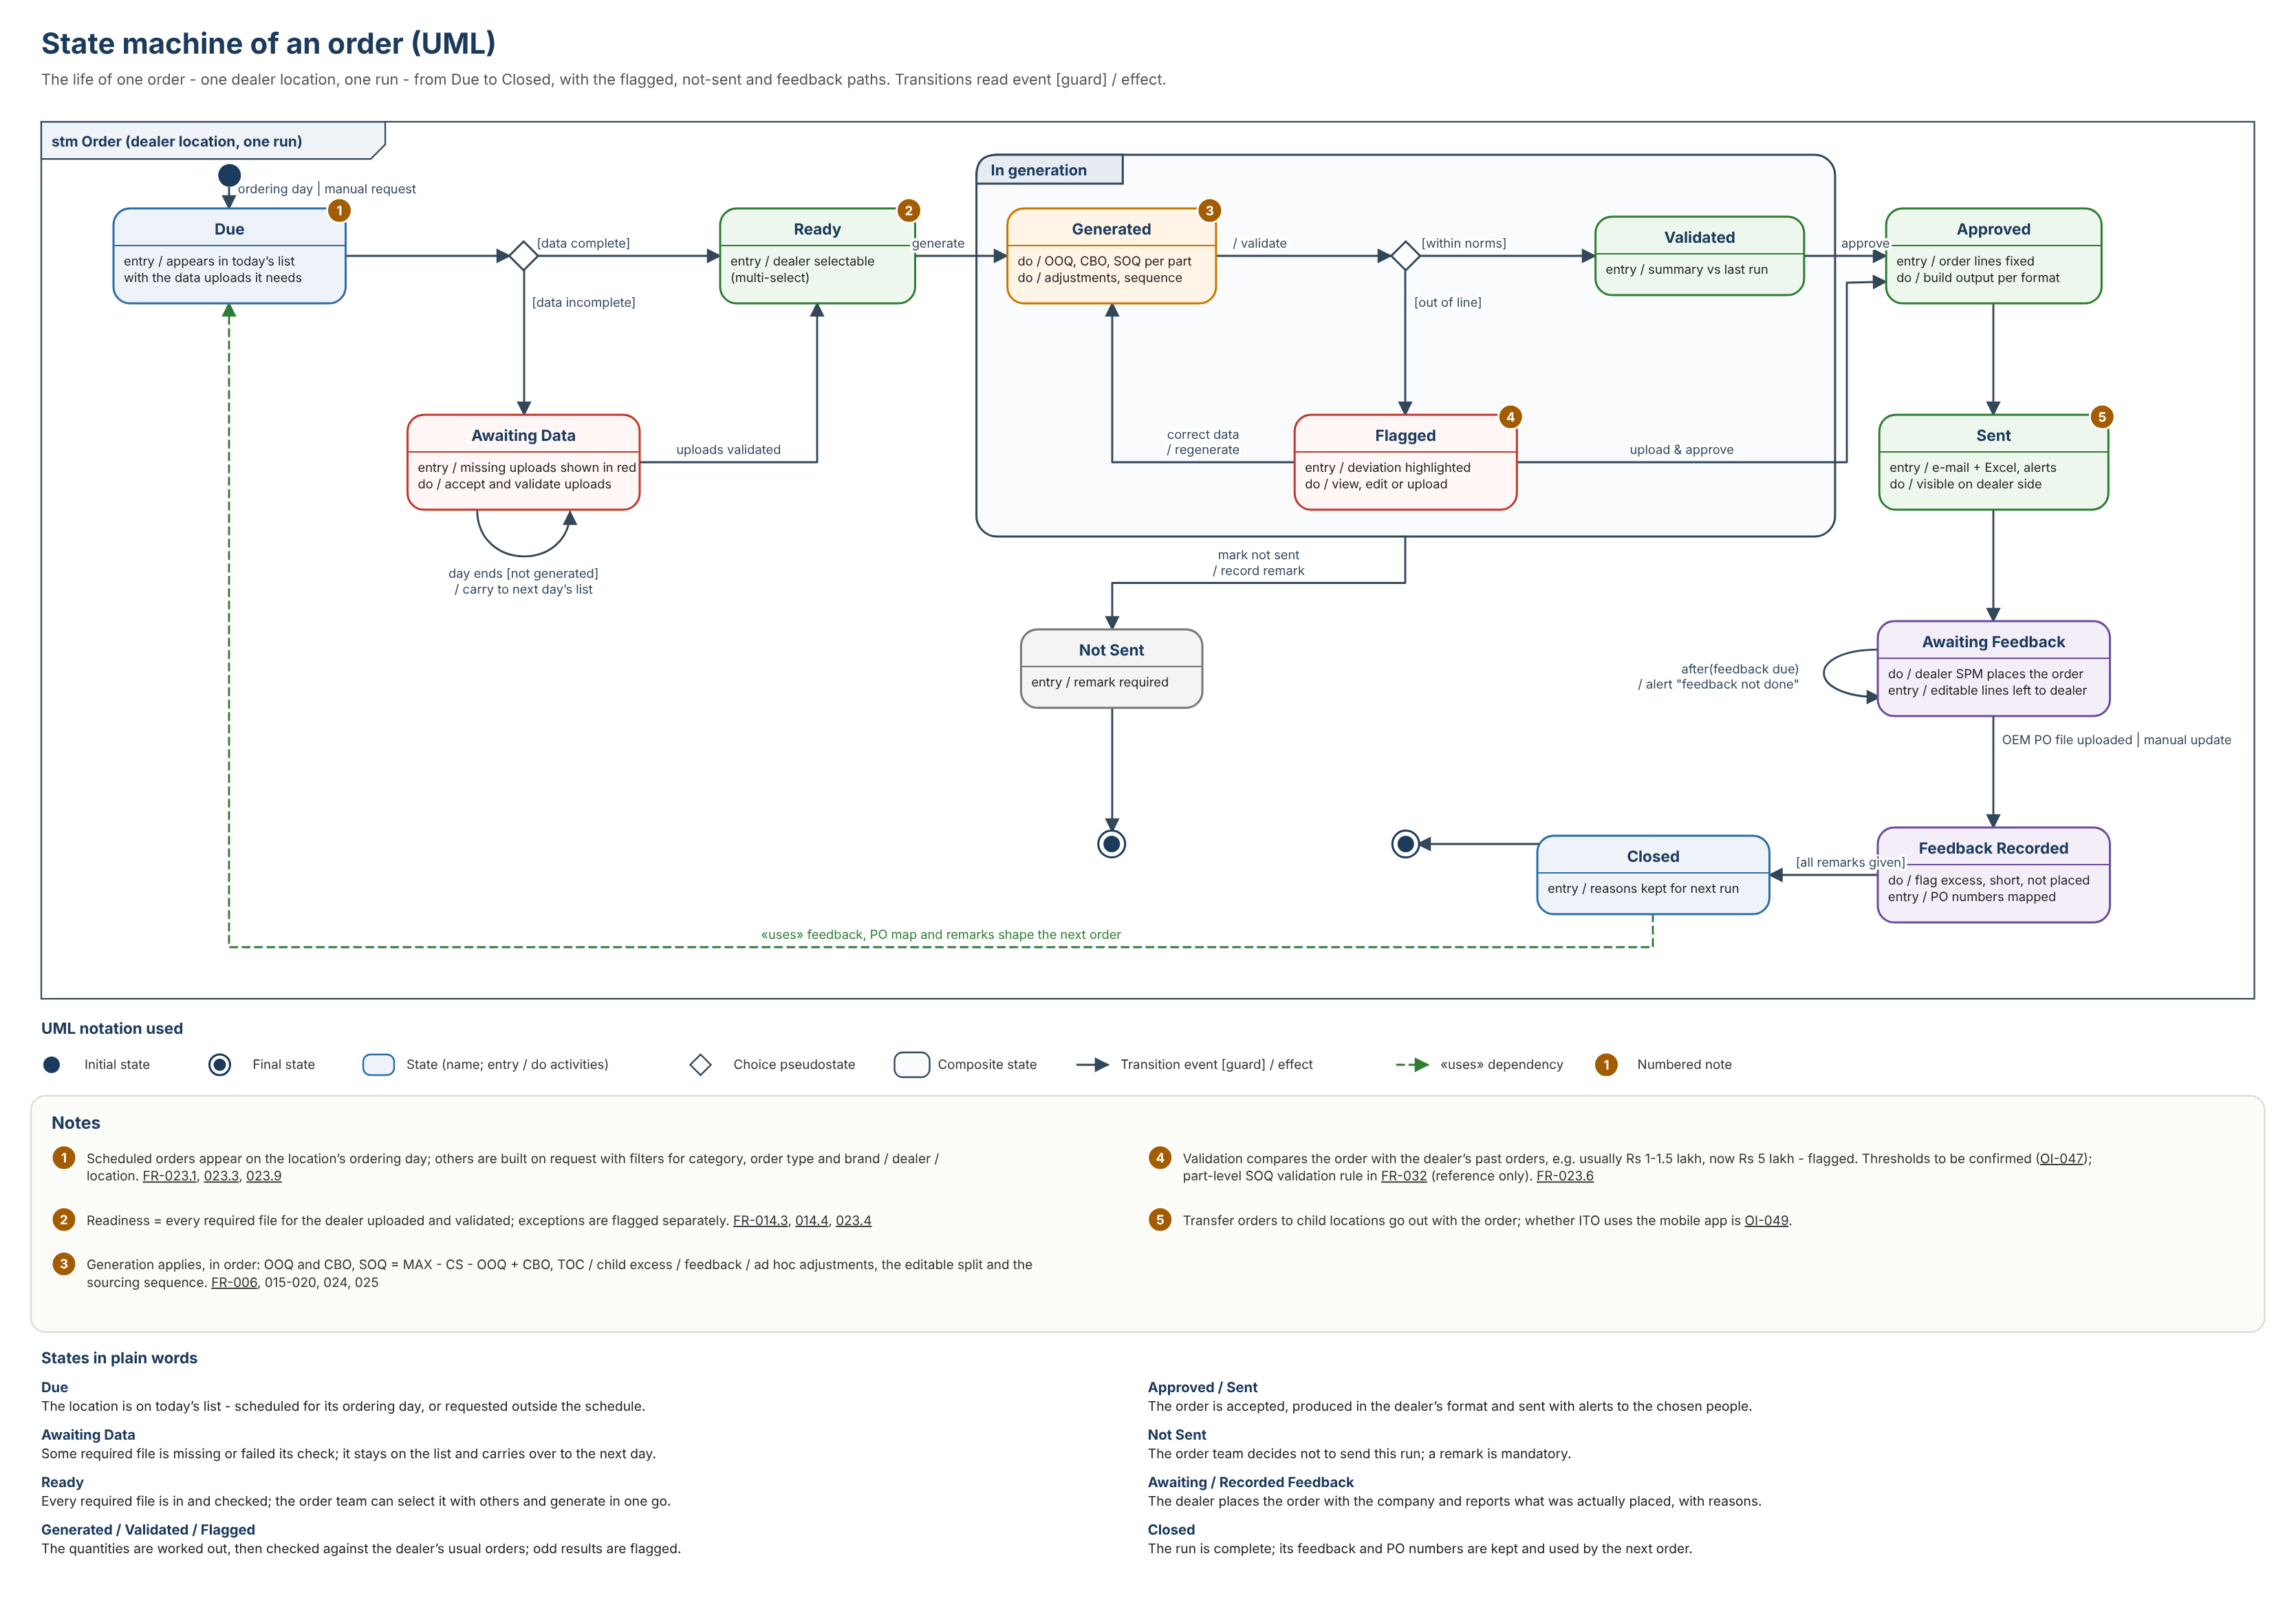 State machine of an order (UML)
The life of one order - one dealer location, one run - from Due to Closed, with the flagged, not-sent and feedback paths. Transitions read event [guard] / effect.
stm Order (dealer location, one run)
ordering day | manual request
In generation
1
Due
entry / appears in today's list
with the data uploads it needs
[data complete]
[data incomplete]
2
Ready
entry / dealer selectable
(multi-select)
generate
3
Generated
do / OOQ, CBO, SOQ per part
do / adjustments, sequence
/ validate
[within norms]
[out of line]
Validated
entry / summary vs last run
approve
Approved
entry / order lines fixed
do / build output per format
Awaiting Data
entry / missing uploads shown in red
do / accept and validate uploads
uploads validated
day ends [not generated]
/ carry to next day's list
correct data
/ regenerate
4
Flagged
entry / deviation highlighted
do / view, edit or upload
upload & approve
5
Sent
entry / e-mail + Excel, alerts
do / visible on dealer side
mark not sent
/ record remark
Not Sent
entry / remark required
after(feedback due)
/ alert "feedback not done"
Awaiting Feedback
do / dealer SPM places the order
entry / editable lines left to dealer
OEM PO file uploaded | manual update
Closed
entry / reasons kept for next run
[all remarks given]
Feedback Recorded
do / flag excess, short, not placed
entry / PO numbers mapped
«uses» feedback, PO map and remarks shape the next order
UML notation used
Initial state
Final state
State (name; entry / do activities)
Choice pseudostate
Composite state
Transition event [guard] / effect
«uses» dependency
1
Numbered note
Notes
1
Scheduled orders appear on the location's ordering day; others are built on request with filters for category, order type and brand / dealer /
location. FR-023.1, 023.3, 023.9
2
Readiness = every required file for the dealer uploaded and validated; exceptions are flagged separately. FR-014.3, 014.4, 023.4
3
Generation applies, in order: OOQ and CBO, SOQ = MAX - CS - OOQ + CBO, TOC / child excess / feedback / ad hoc adjustments, the editable split and the
sourcing sequence. FR-006, 015-020, 024, 025
4
Validation compares the order with the dealer's past orders, e.g. usually Rs 1-1.5 lakh, now Rs 5 lakh - flagged. Thresholds to be confirmed (OI-047);
part-level SOQ validation rule in FR-032 (reference only). FR-023.6
5
Transfer orders to child locations go out with the order; whether ITO uses the mobile app is OI-049.
States in plain words
Due
The location is on today's list - scheduled for its ordering day, or requested outside the schedule.
Awaiting Data
Some required file is missing or failed its check; it stays on the list and carries over to the next day.
Ready
Every required file is in and checked; the order team can select it with others and generate in one go.
Generated / Validated / Flagged
The quantities are worked out, then checked against the dealer's usual orders; odd results are flagged.
Approved / Sent
The order is accepted, produced in the dealer's format and sent with alerts to the chosen people.
Not Sent
The order team decides not to send this run; a remark is mandatory.
Awaiting / Recorded Feedback
The dealer places the order with the company and reports what was actually placed, with reasons.
Closed
The run is complete; its feedback and PO numbers are kept and used by the next order.